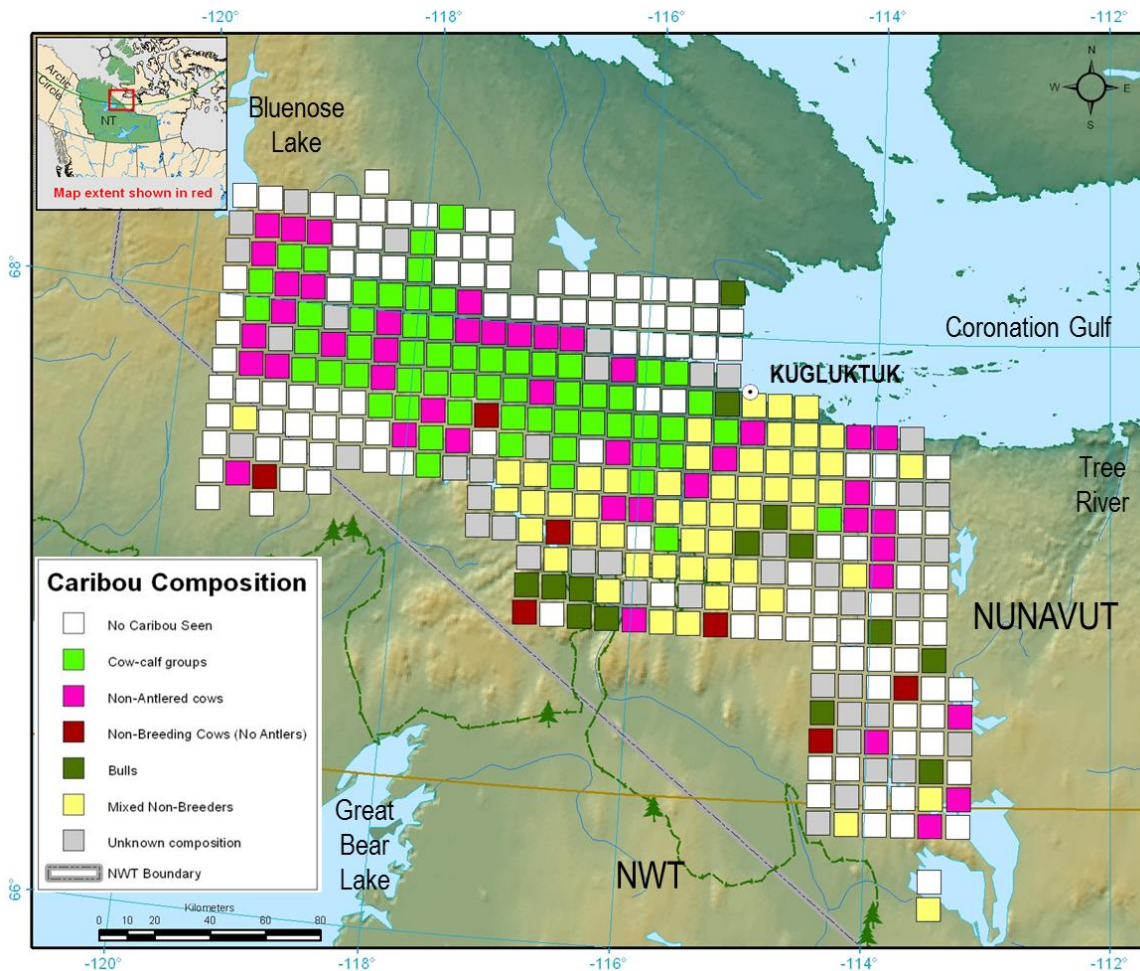 -120°
-118°
-116°
-114°
-112°
Arctic
Circle
NT
Map extent shown in red
Bluenose
Lake
N
W
E
S
68°
Coronation Gulf
KUGLUKTUK
Tree
River
NUNAVUT
Caribou Composition
No Caribou Seen
Cow-calf groups
Non-Antlered cows
Non-Breeding Cows (No Antlers)
Bulls
Mixed Non-Breeders
Unknown composition
NWT Boundary
Great
Bear
Lake
NWT
66°
Kilometers
0 10 20 40 60 80
-120°
-118°
-116°
-114°
-112°